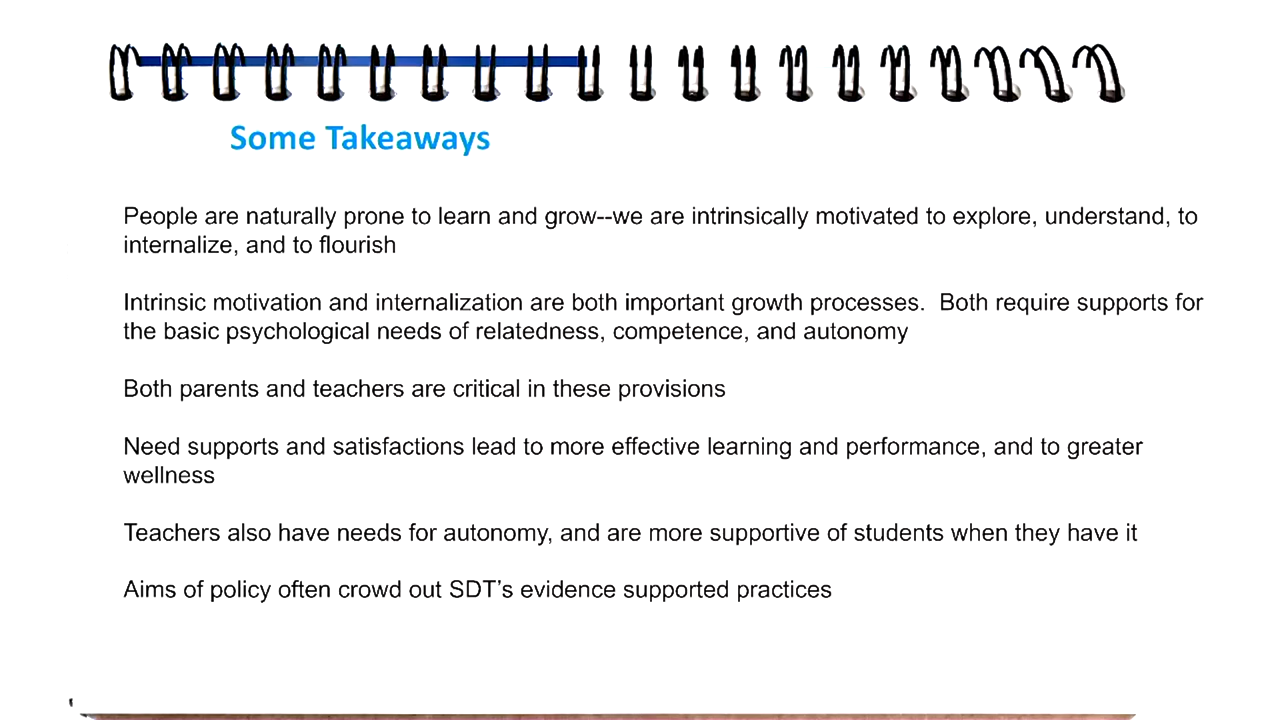 Some Takeaways
People are naturally prone to learn and grow--we are intrinsically motivated to explore, understand, to
internalize, and to flourish
Intrinsic motivation and internalization are both important growth processes.  Both require supports for
the basic psychological needs of relatedness, competence, and autonomy
Both parents and teachers are critical in these provisions
Need supports and satisfactions lead to more effective learning and performance, and to greater
wellness
Teachers also have needs for autonomy, and are more supportive of students when they have it
Aims of policy often crowd out SDT’s evidence supported practices